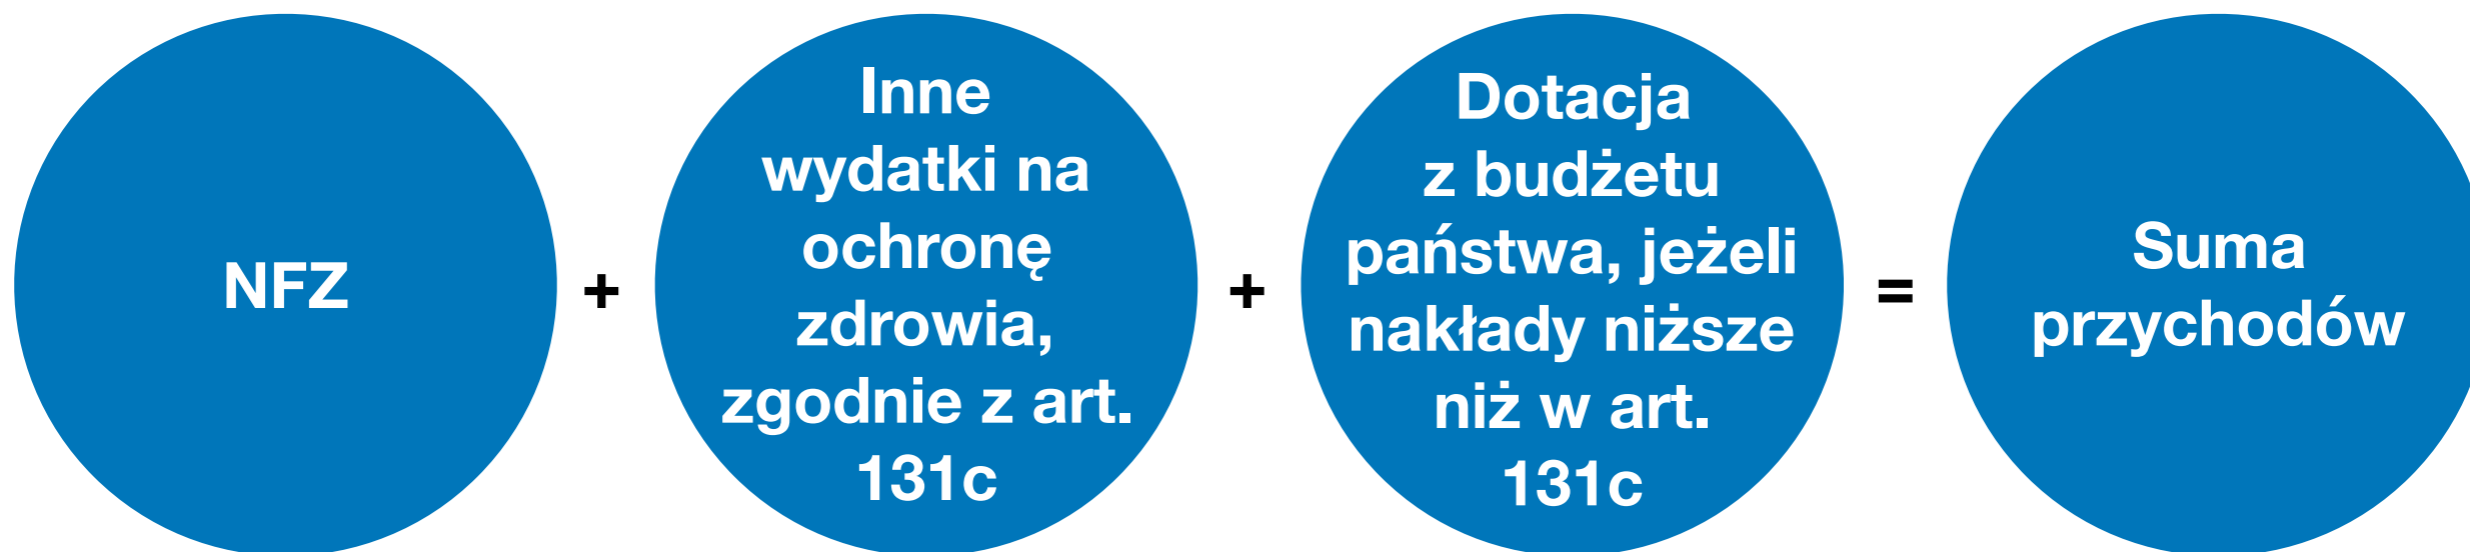 NFZ
+
Inne
wydatki na
ochronę
zdrowia,
zgodnie z art.
131c
+
Dotacja
z budżetu
państwa, jeżeli
nakłady niższe
niż w art.
131c
=
Suma
przychodów